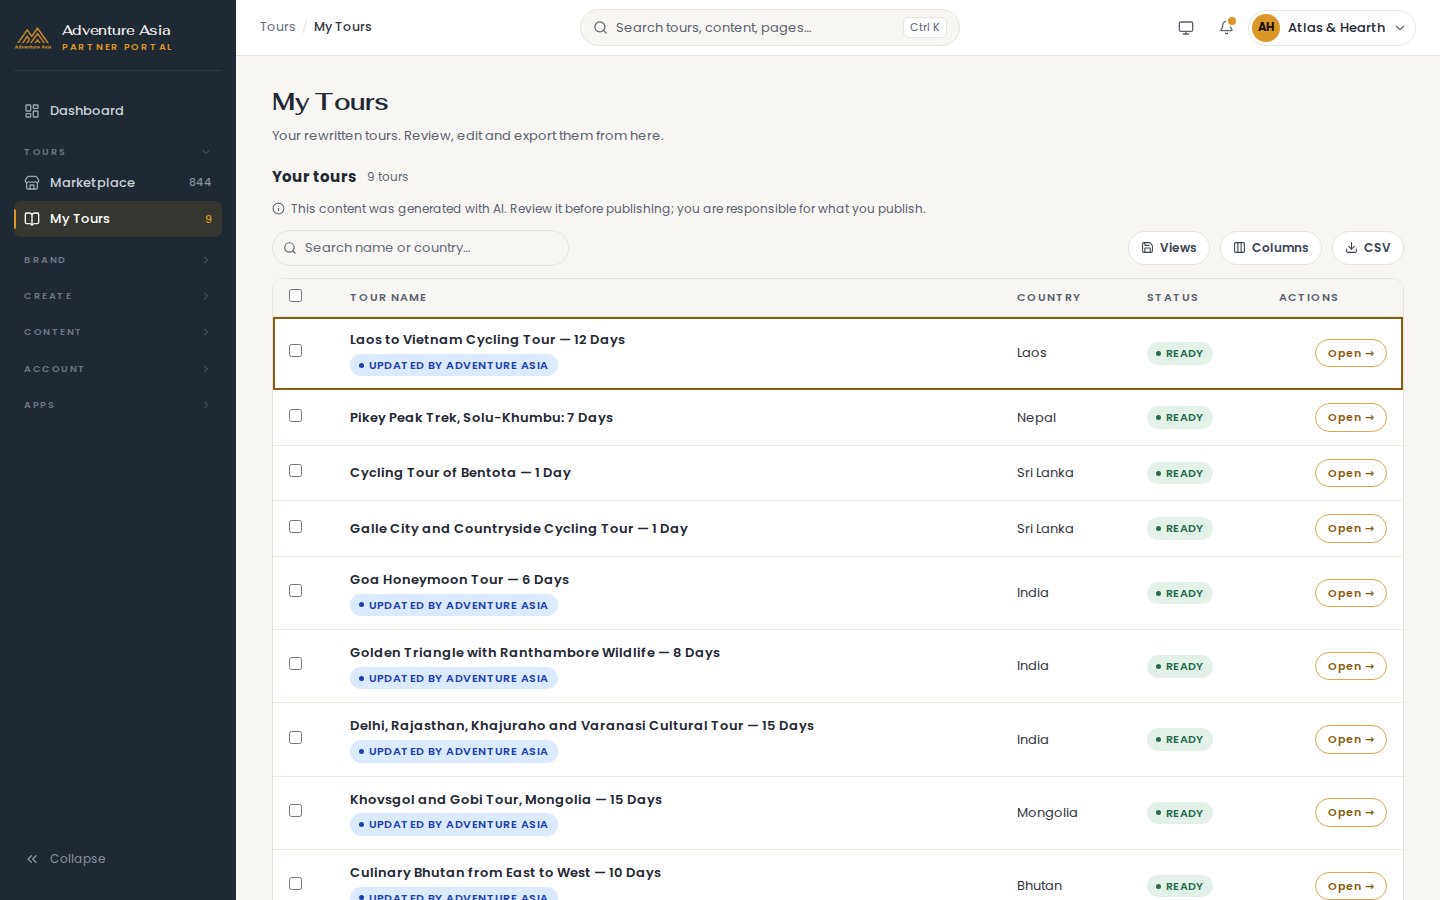 Adventure Asia
Adventure Asia
PARTNER PORTAL
Dashboard
TOURS
Marketplace 844
My Tours 9
BRAND
CREATE
CONTENT
ACCOUNT
APPS
Collapse
Tours / My Tours
Search tours, content, pages... Ctrl K
AH Atlas & Hearth
My Tours
Your rewritten tours. Review, edit and export them from here.
Your tours 9 tours
This content was generated with AI. Review it before publishing; you are responsible for what you publish.
Search name or country...
Views Columns CSV
TOUR NAME COUNTRY STATUS ACTIONS
Laos to Vietnam Cycling Tour — 12 Days
UPDATED BY ADVENTURE ASIA
Laos READY Open →
Pikey Peak Trek, Solu-Khumbu: 7 Days Nepal READY Open →
Cycling Tour of Bentota — 1 Day Sri Lanka READY Open →
Galle City and Countryside Cycling Tour — 1 Day Sri Lanka READY Open →
Goa Honeymoon Tour — 6 Days
UPDATED BY ADVENTURE ASIA
India READY Open →
Golden Triangle with Ranthambore Wildlife — 8 Days
UPDATED BY ADVENTURE ASIA
India READY Open →
Delhi, Rajasthan, Khajuraho and Varanasi Cultural Tour — 15 Days
UPDATED BY ADVENTURE ASIA
India READY Open →
Khovsgol and Gobi Tour, Mongolia — 15 Days
UPDATED BY ADVENTURE ASIA
Mongolia READY Open →
Culinary Bhutan from East to West — 10 Days
UPDATED BY ADVENTURE ASIA
Bhutan READY Open →